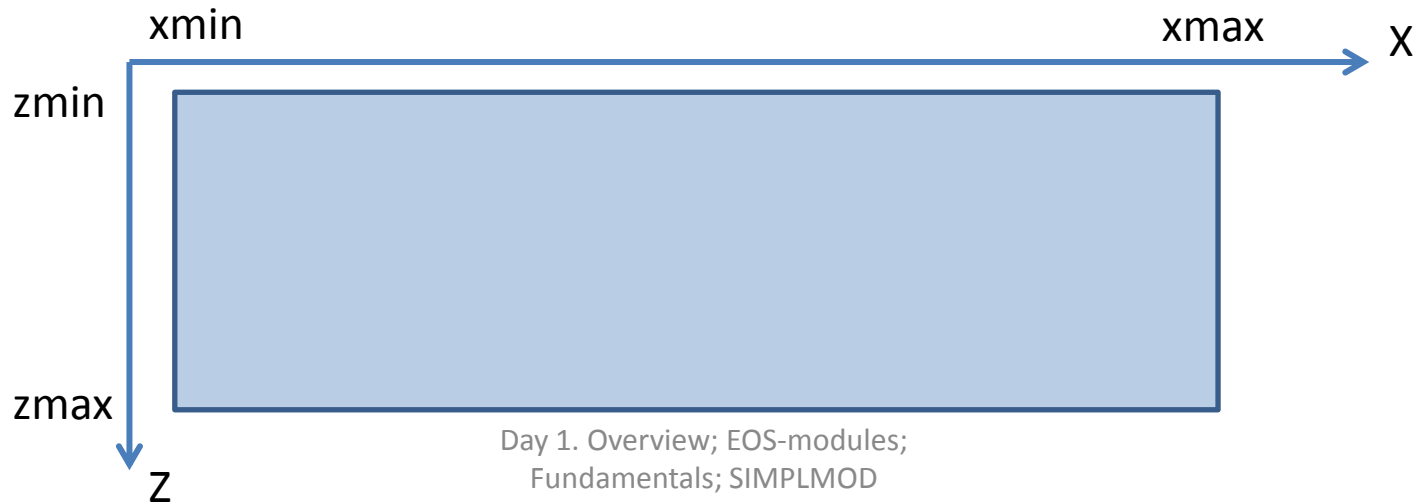 xmin
xmax
X
zmin
zmax
Z
Day 1. Overview; EOS-modules;
Fundamentals; SIMPLMOD